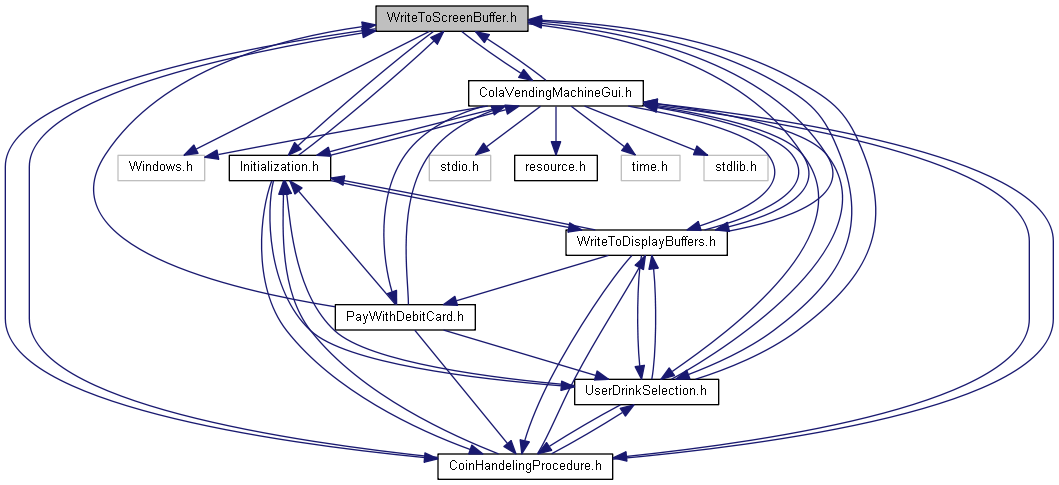 WriteToScreenBuffer.h
ColaVendingMachineGui.h
Windows.h
Initialization.h
stdio.h
resource.h
time.h
stdlib.h
WriteToDisplayBuffers.h
PayWithDebitCard.h
UserDrinkSelection.h
CoinHandelingProcedure.h